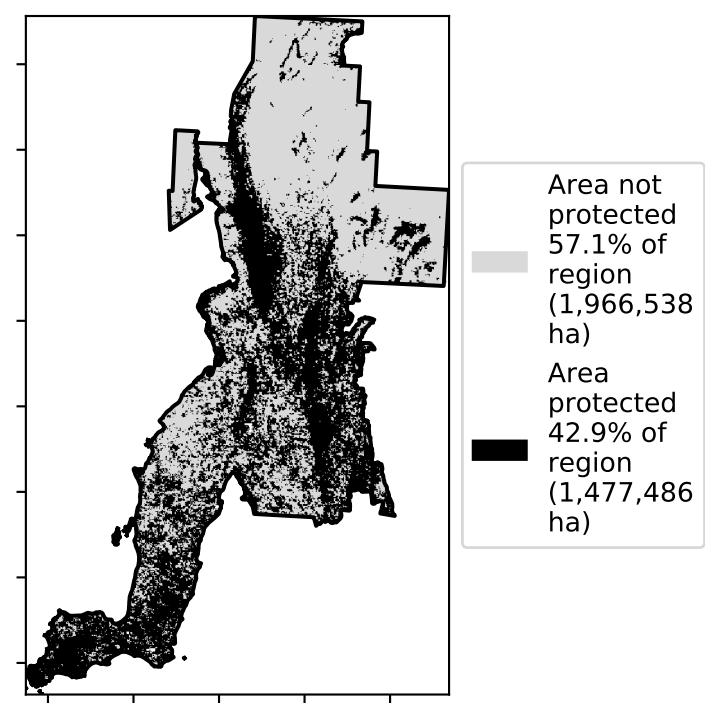 Area not
protected
57.1% of
region
(1,966,538
ha)
Area
protected
42.9% of
region
(1,477,486
ha)